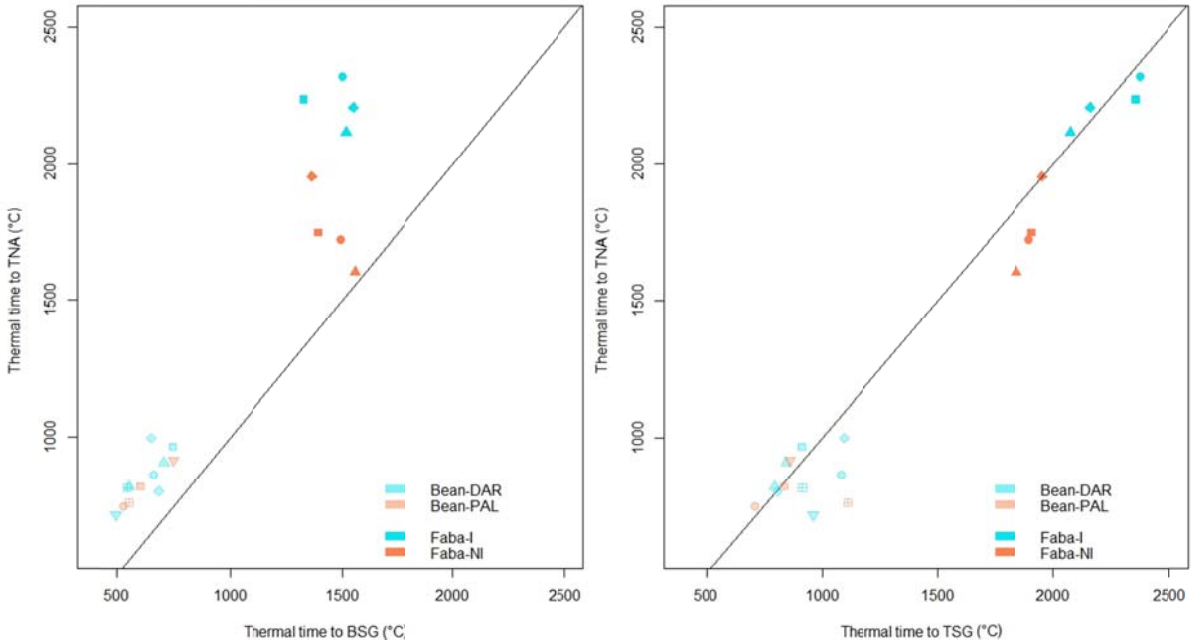 2500
2000
1500
1000
Thermal time to TNA (°C)
Bean-DAR
Bean-PAL
Faba-I
Faba-NI
500
1000
1500
2000
2500
Thermal time to BSG (°C)
2500
2000
1500
1000
Thermal time to TNA (°C)
Bean-DAR
Bean-PAL
Faba-I
Faba-NI
500
1000
1500
2000
2500
Thermal time to TSG (°C)